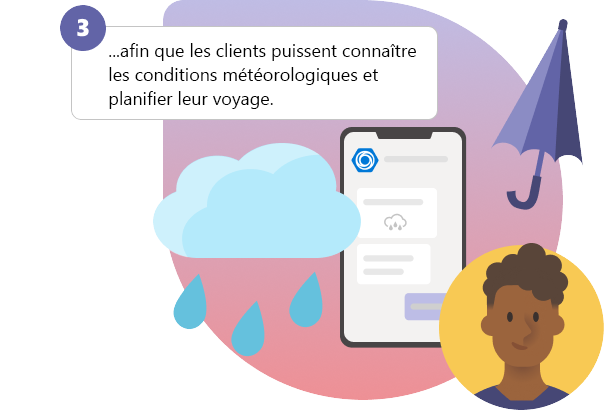 3
...afin que les clients puissent connaître
les conditions météorologiques et
planifier leur voyage.